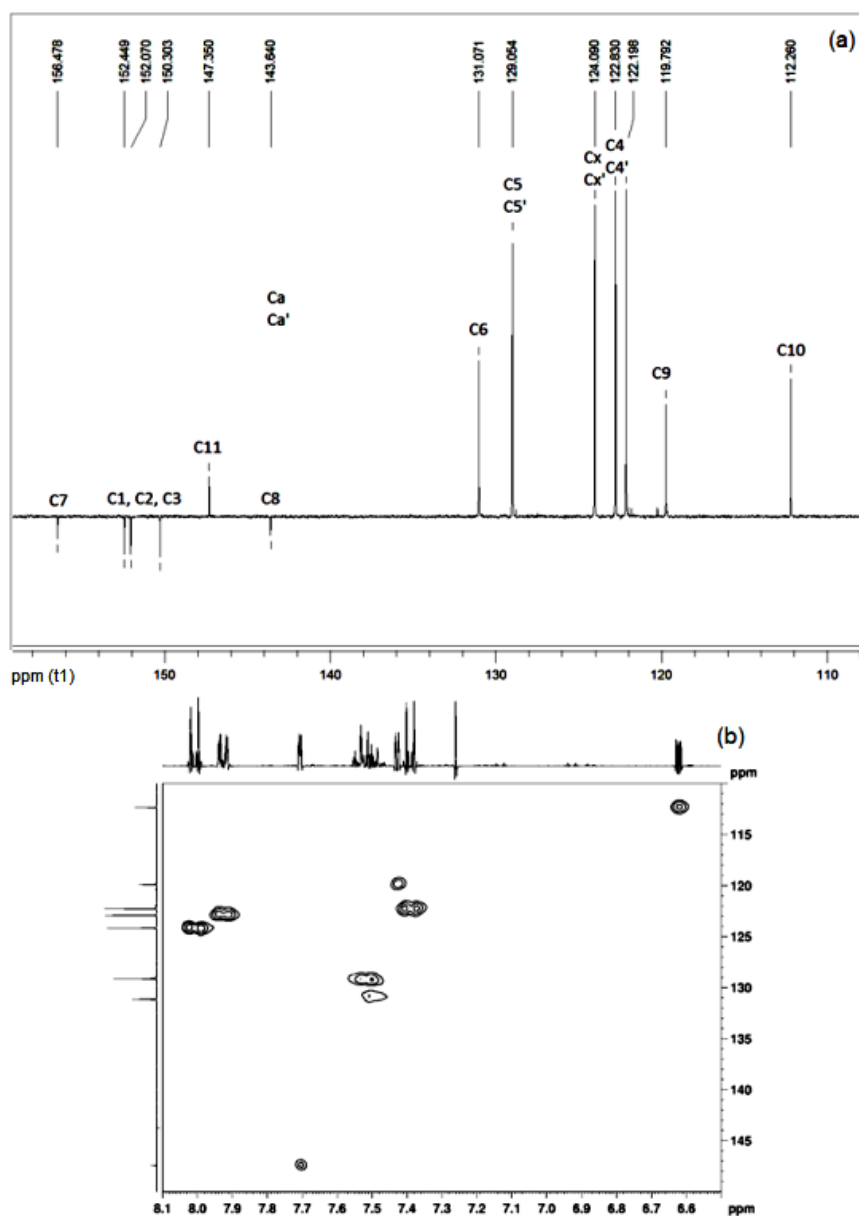 (a)
156.478
152.449
152.070
150.303
147.350
143.640
131.071
129.054
124.090
122.830
122.198
119.792
112.260
C5
C5'
Cx
Cx'
C4
C4'
Ca
Ca'
C6
C9
C10
C11
C7
C1, C2, C3
C8
ppm (t1)
150
140
130
120
110
(b)
ppm
115
120
125
130
135
140
145
8.1 8.0 7.9 7.8 7.7 7.6 7.5 7.4 7.3 7.2 7.1 7.0 6.9 6.8 6.7 6.6 ppm